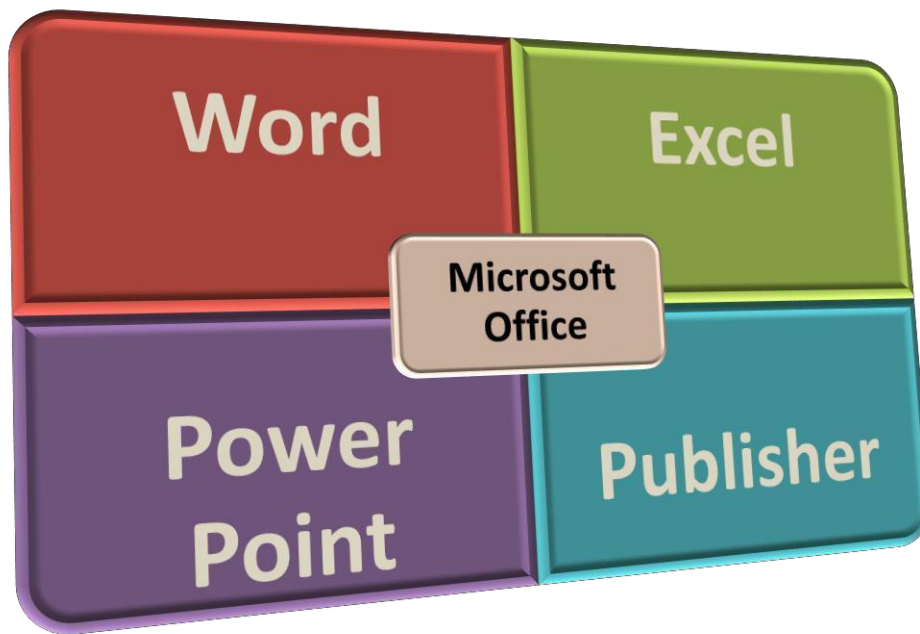 Word
Excel
Microsoft
Office
Power
Point
Publisher